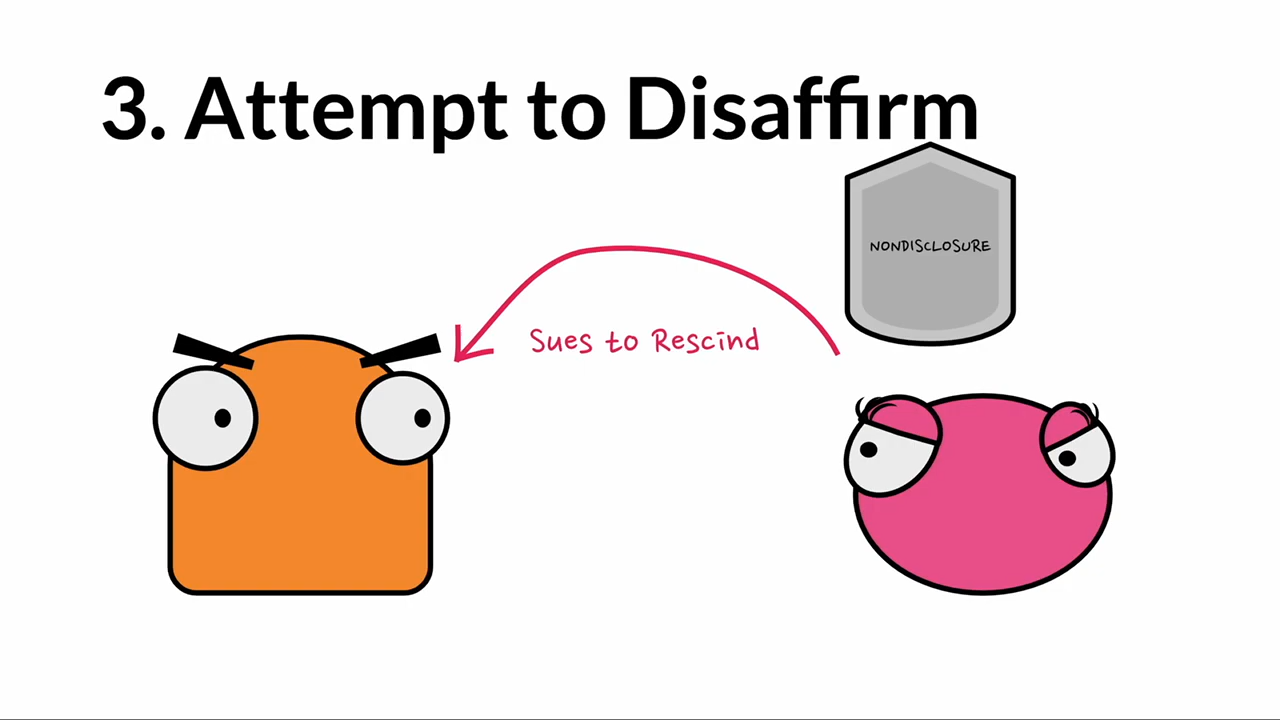 3. Attempt to Disaffirm
NONDISCLOSURE
Sues to Rescind